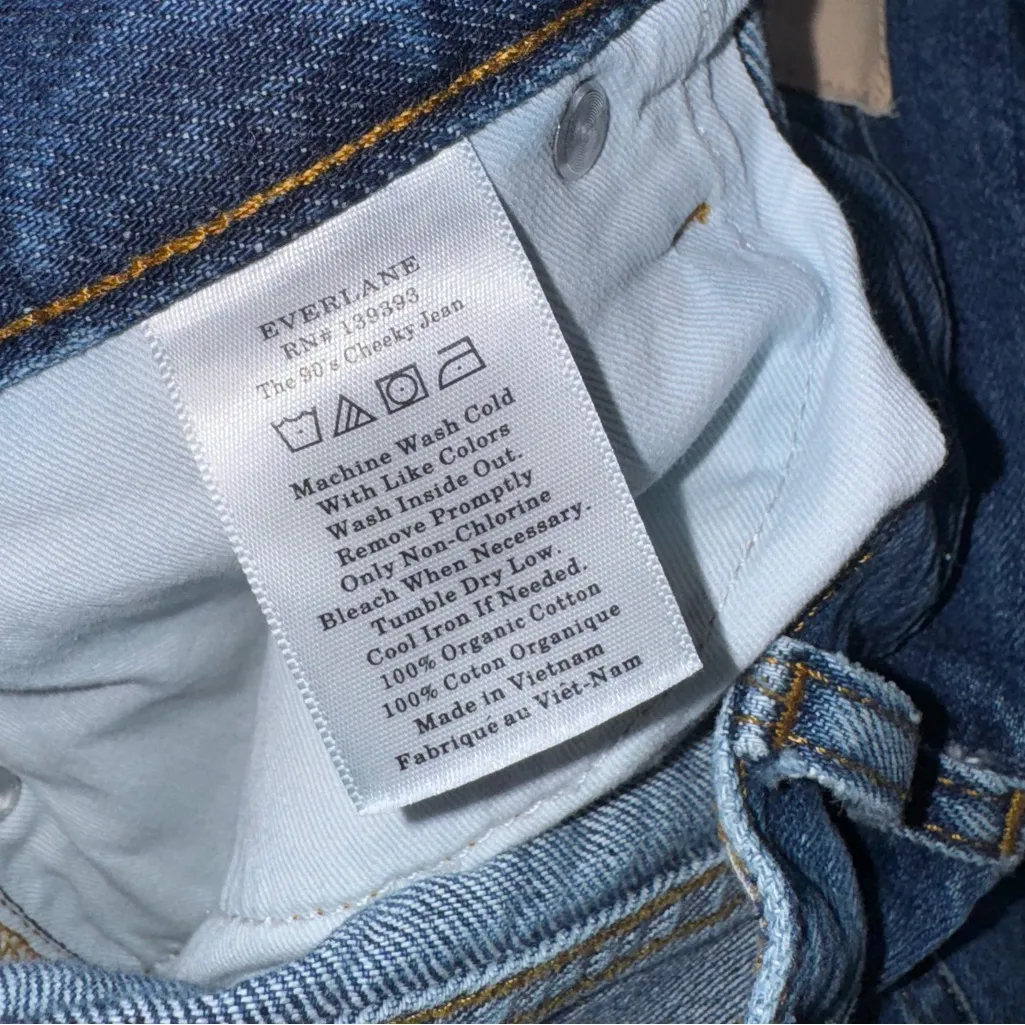 EVERLANE
RN# 139393
The 90's Cheeky Jean
Machine Wash Cold
With Like Colors
Wash Inside Out.
Remove Promptly
Only Non-Chlorine
Bleach When Necessary.
Tumble Dry Low.
Cool Iron If Needed.
100% Organic Cotton
100% Coton Organique
Made in Vietnam
Fabriqué au Viêt-Nam